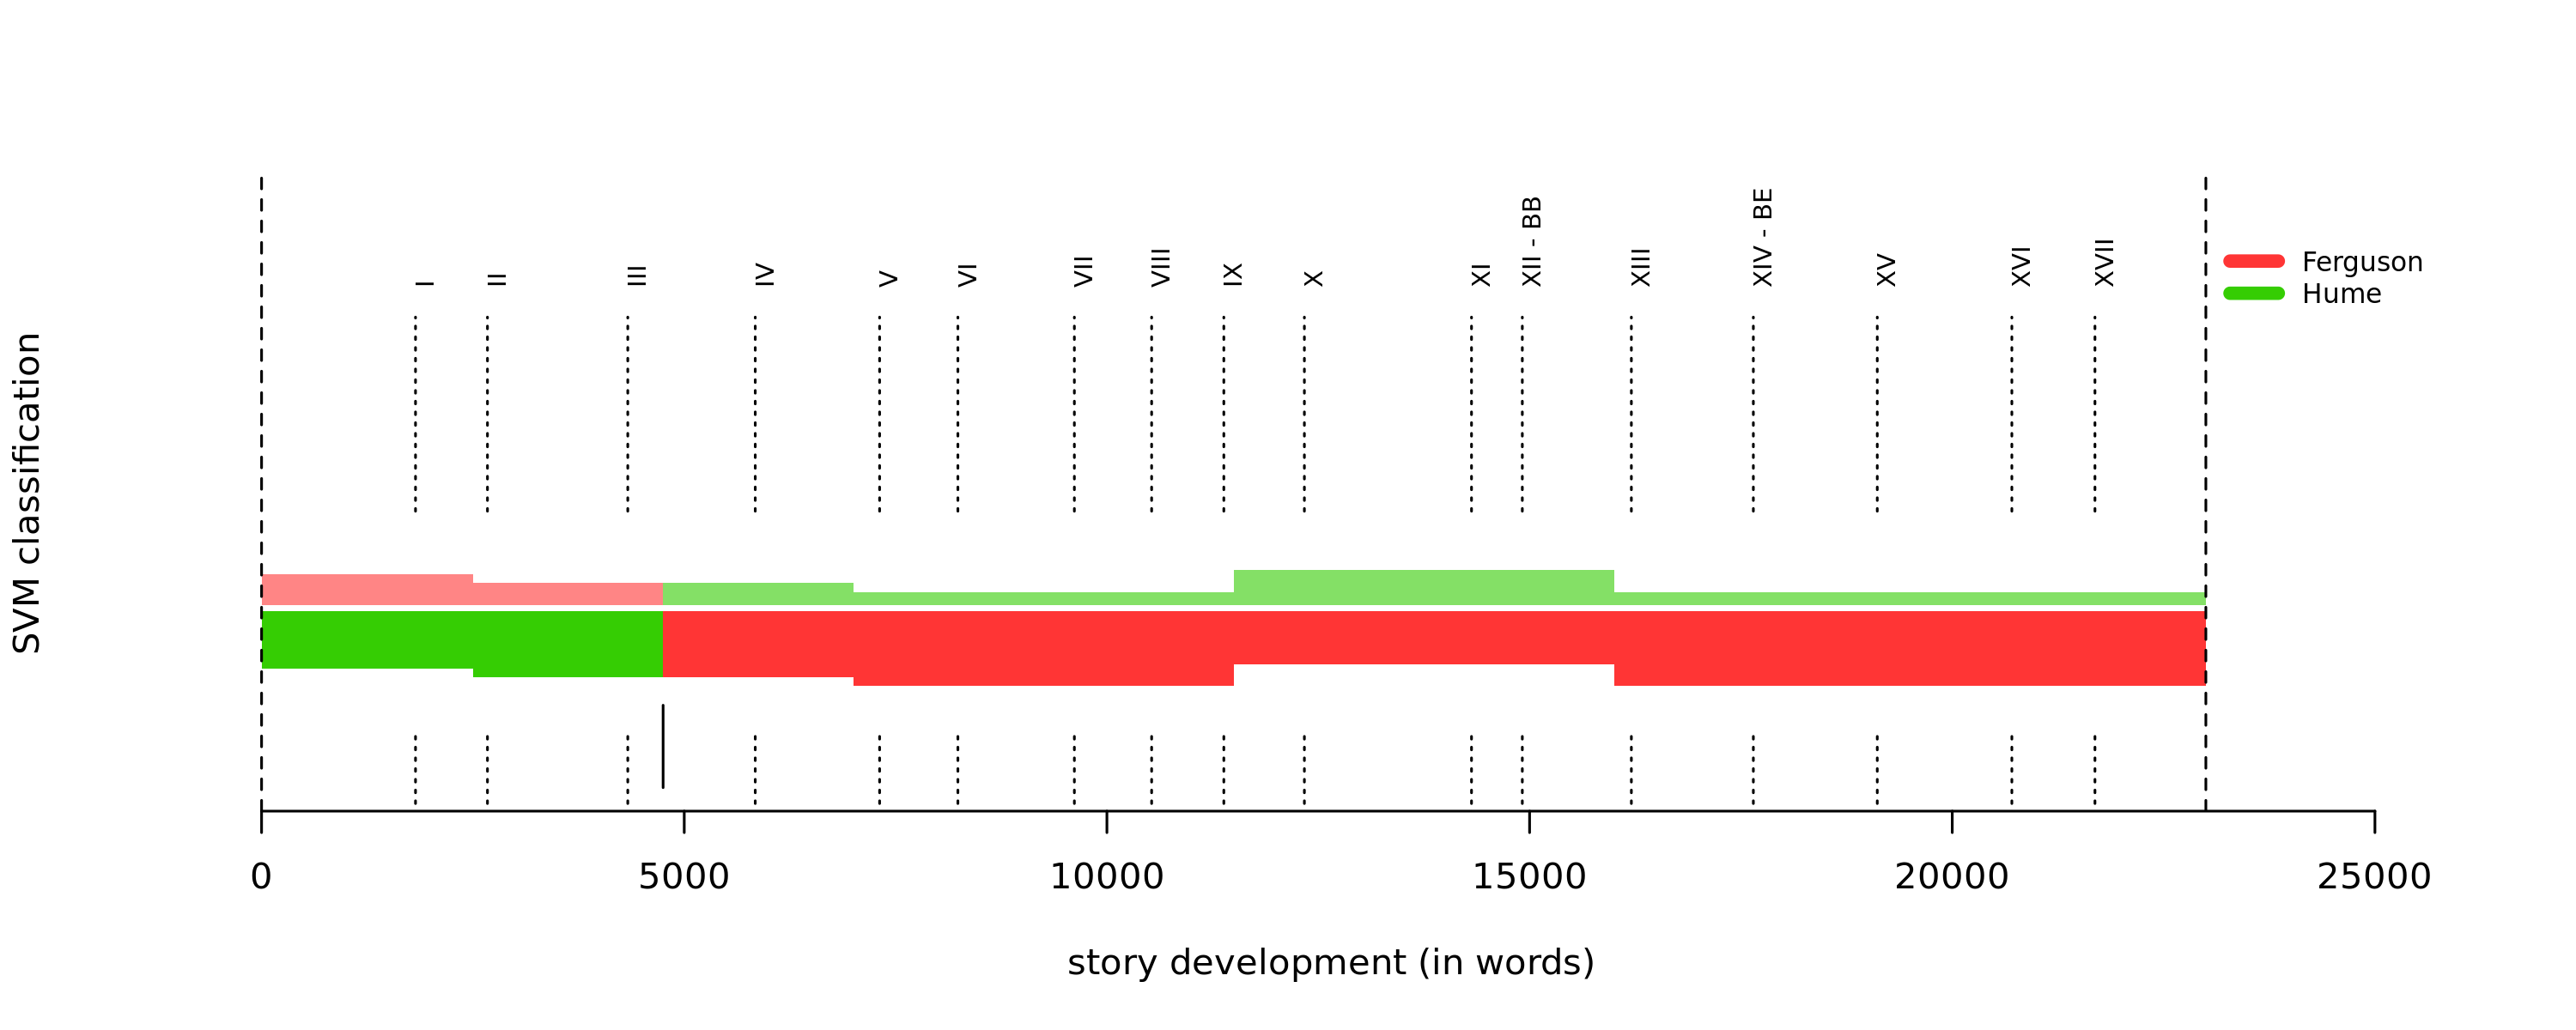 SVM classification
I
II
III
IV
V
VI
VII
VIII
IX
X
XI
XII - BB
XIII
XIV - BE
XV
XVI
XVII
Ferguson
Hume
0
5000
10000
15000
20000
25000
story development (in words)